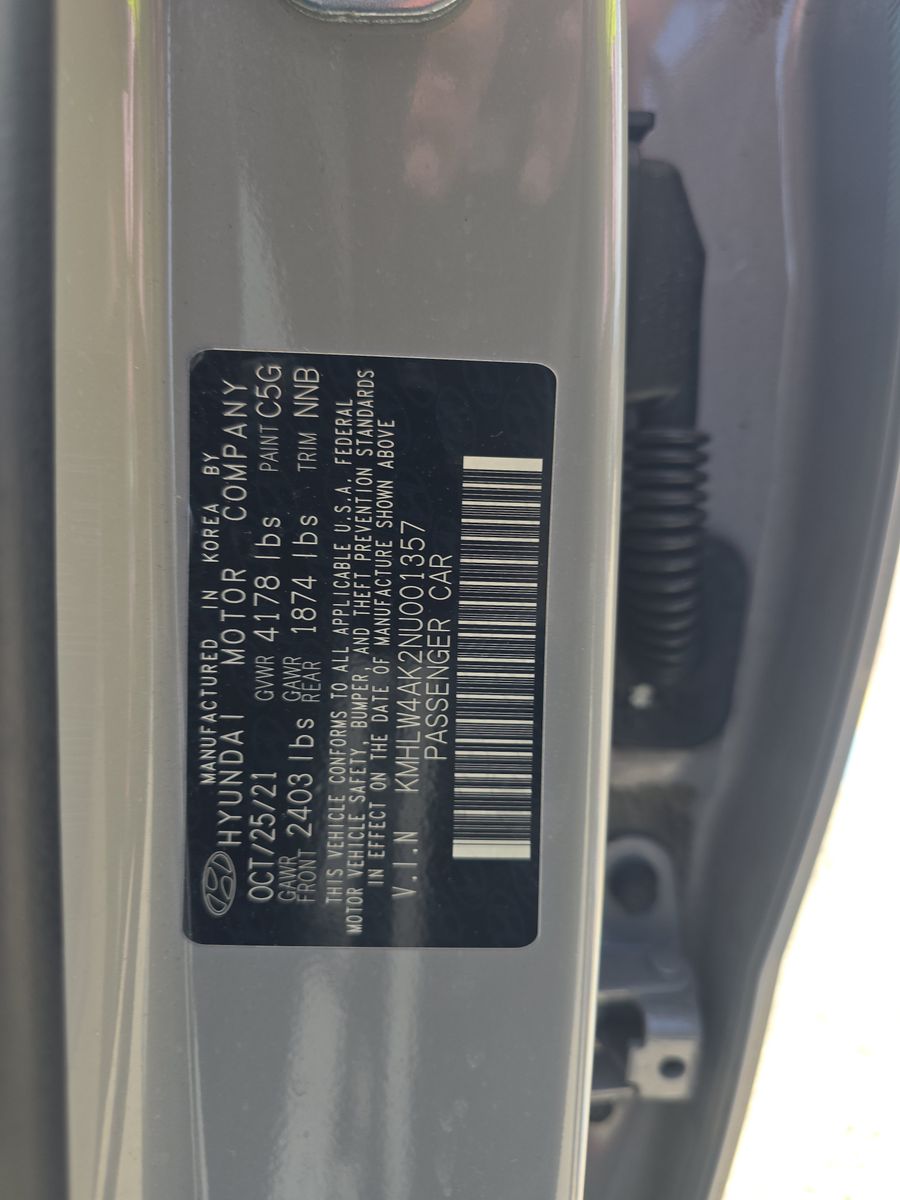 MANUFACTURED IN KOREA BY
HYUNDAI MOTOR COMPANY
OCT/25/21 GVWR 4178 lbs PAINT C5G
GAWR FRONT 2403 lbs GAWR REAR 1874 lbs TRIM NNB
THIS VEHICLE CONFORMS TO ALL APPLICABLE U.S.A. FEDERAL
MOTOR VEHICLE SAFETY, BUMPER, AND THEFT PREVENTION STANDARDS
IN EFFECT ON THE DATE OF MANUFACTURE SHOWN ABOVE
V.I.N KMHLW4AK2NU001357
PASSENGER CAR